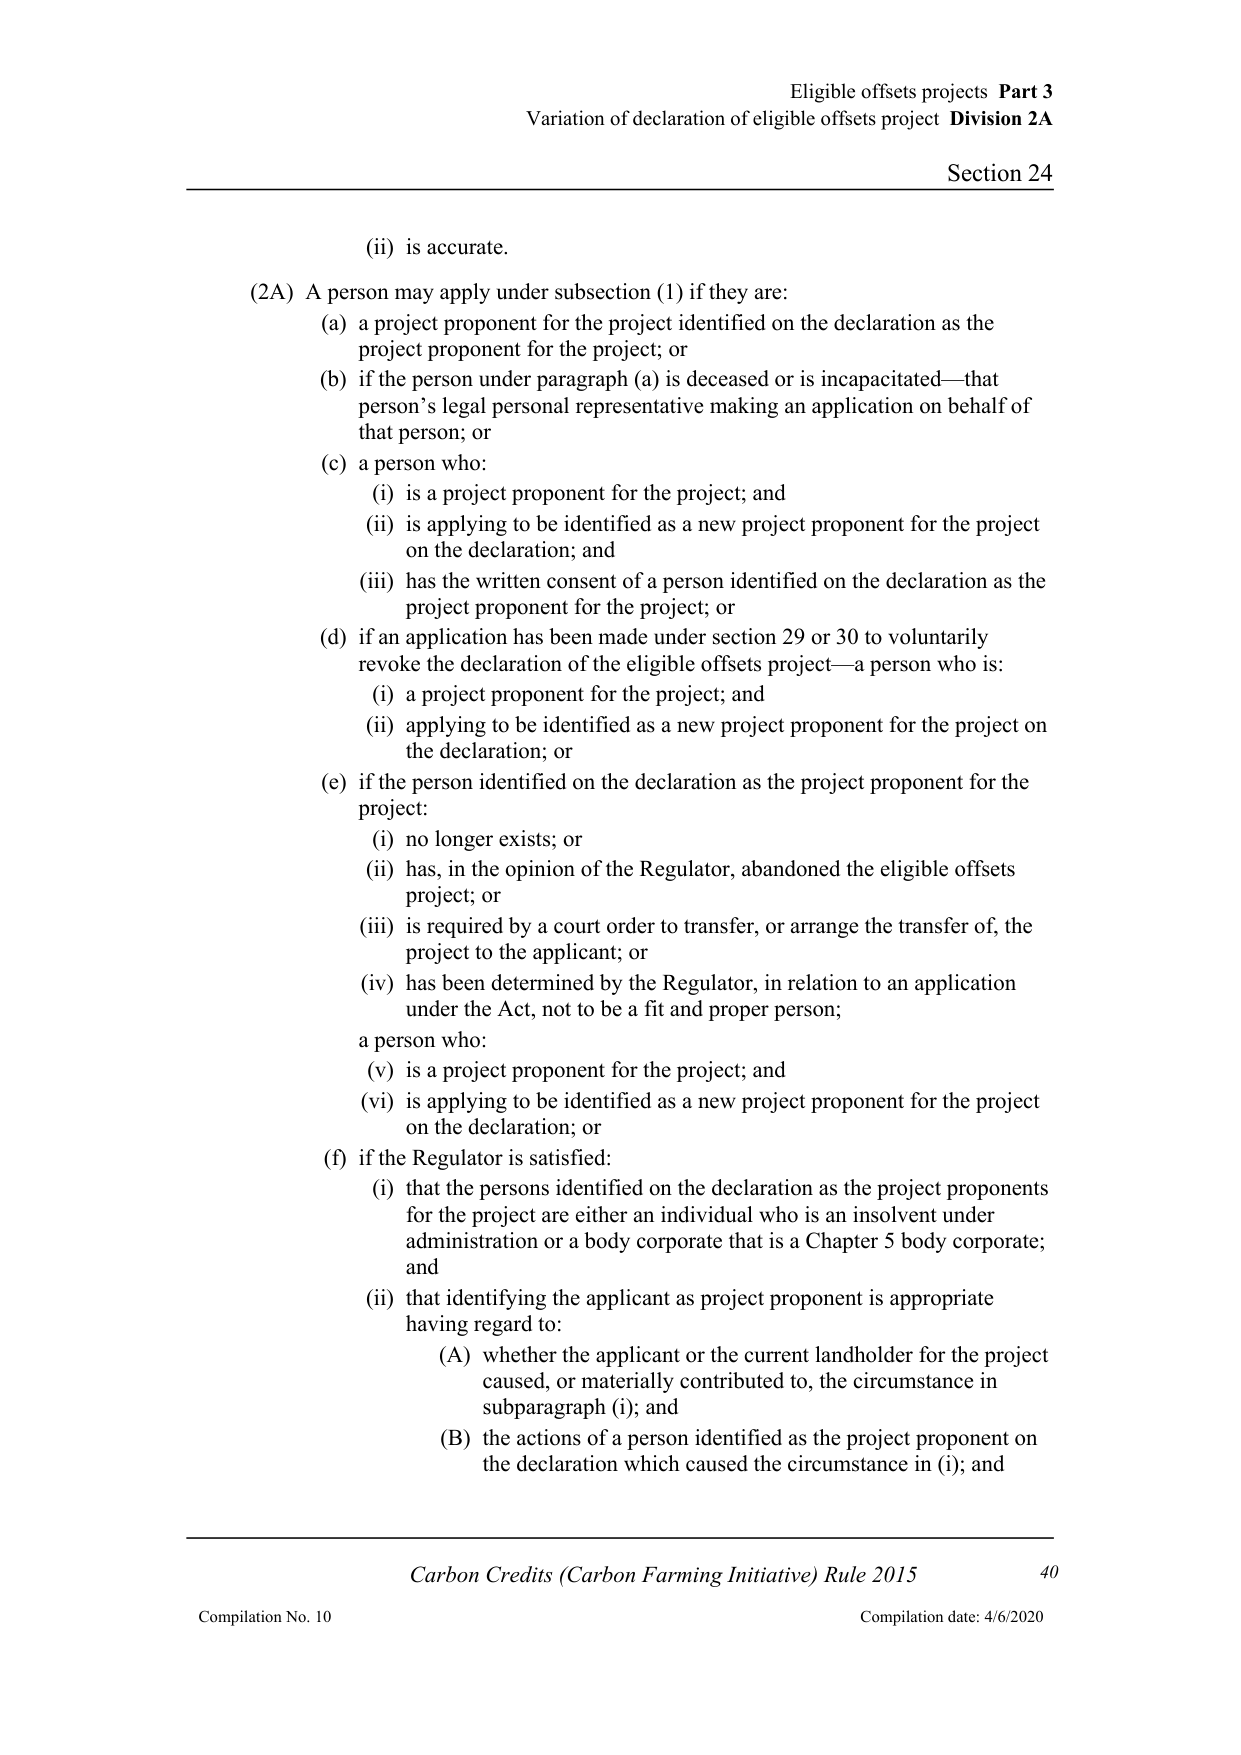 Eligible offsets projects Part 3
Variation of declaration of eligible offsets project Division 2A
Section 24
(ii) is accurate.
(2A) A person may apply under subsection (1) if they are:
(a) a project proponent for the project identified on the declaration as the
project proponent for the project; or
(b) if the person under paragraph (a) is deceased or is incapacitated—that
person’s legal personal representative making an application on behalf of
that person; or
(c) a person who:
(i) is a project proponent for the project; and
(ii) is applying to be identified as a new project proponent for the project
on the declaration; and
(iii) has the written consent of a person identified on the declaration as the
project proponent for the project; or
(d) if an application has been made under section 29 or 30 to voluntarily
revoke the declaration of the eligible offsets project—a person who is:
(i) a project proponent for the project; and
(ii) applying to be identified as a new project proponent for the project on
the declaration; or
(e) if the person identified on the declaration as the project proponent for the
project:
(i) no longer exists; or
(ii) has, in the opinion of the Regulator, abandoned the eligible offsets
project; or
(iii) is required by a court order to transfer, or arrange the transfer of, the
project to the applicant; or
(iv) has been determined by the Regulator, in relation to an application
under the Act, not to be a fit and proper person;
a person who:
(v) is a project proponent for the project; and
(vi) is applying to be identified as a new project proponent for the project
on the declaration; or
(f) if the Regulator is satisfied:
(i) that the persons identified on the declaration as the project proponents
for the project are either an individual who is an insolvent under
administration or a body corporate that is a Chapter 5 body corporate;
and
(ii) that identifying the applicant as project proponent is appropriate
having regard to:
(A) whether the applicant or the current landholder for the project
caused, or materially contributed to, the circumstance in
subparagraph (i); and
(B) the actions of a person identified as the project proponent on
the declaration which caused the circumstance in (i); and
Carbon Credits (Carbon Farming Initiative) Rule 2015 40
Compilation No. 10 Compilation date: 4/6/2020